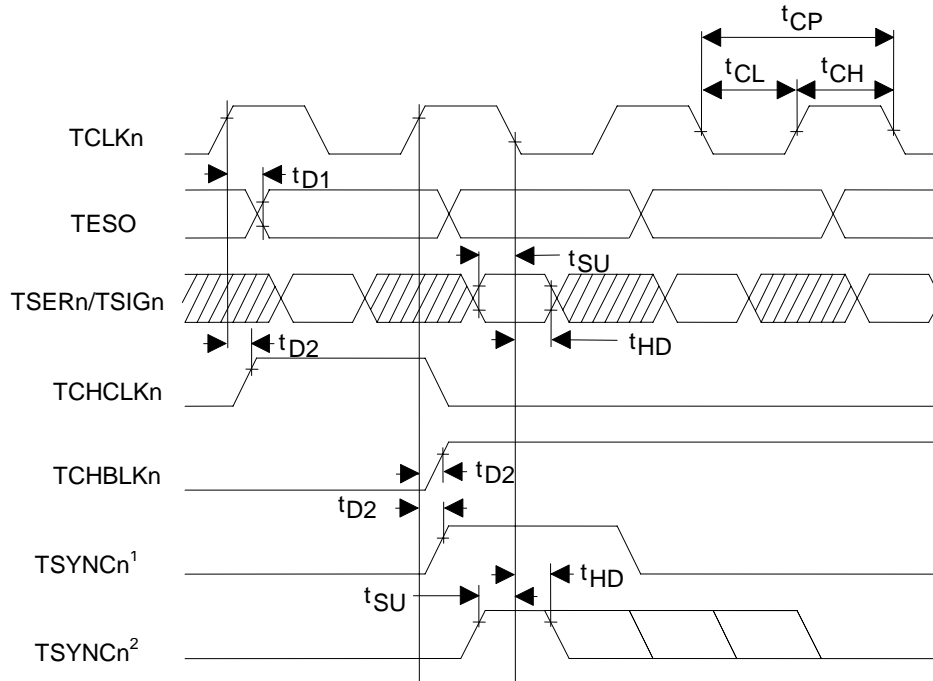 tCP
tCL tCH
TCLKn
tD1
TESO
tSU
TSERn/TSIGn
tD2 tHD
TCHCLKn
TCHBLKn
tD2
tD2
TSYNCn1
tHD
tSU
TSYNCn2